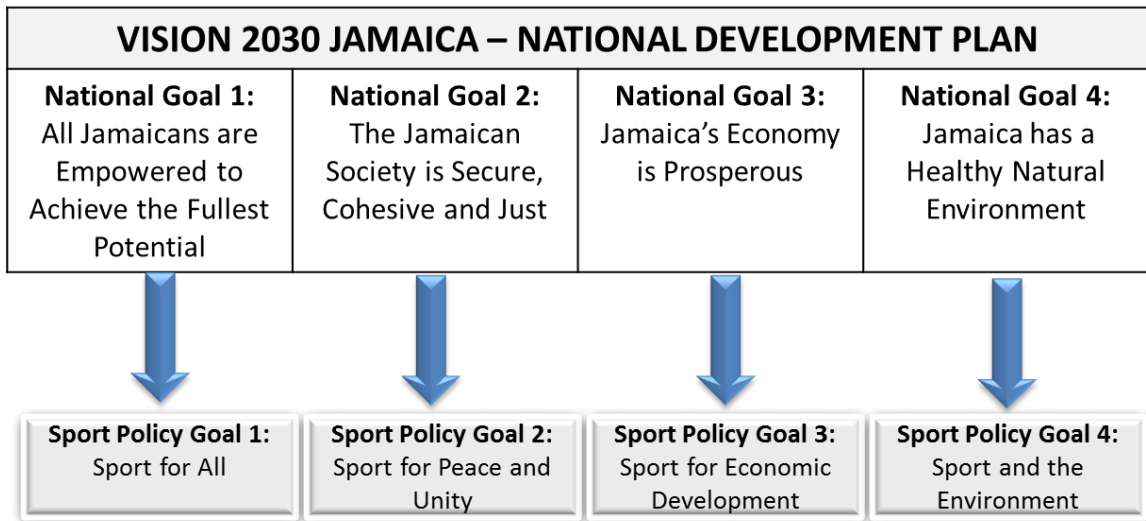 VISION 2030 JAMAICA – NATIONAL DEVELOPMENT PLAN
National Goal 1:
All Jamaicans are
Empowered to
Achieve the Fullest
Potential
National Goal 2:
The Jamaican
Society is Secure,
Cohesive and Just
National Goal 3:
Jamaica’s Economy
is Prosperous
National Goal 4:
Jamaica has a
Healthy Natural
Environment
Sport Policy Goal 1:
Sport for All
Sport Policy Goal 2:
Sport for Peace and
Unity
Sport Policy Goal 3:
Sport for Economic
Development
Sport Policy Goal 4:
Sport and the
Environment